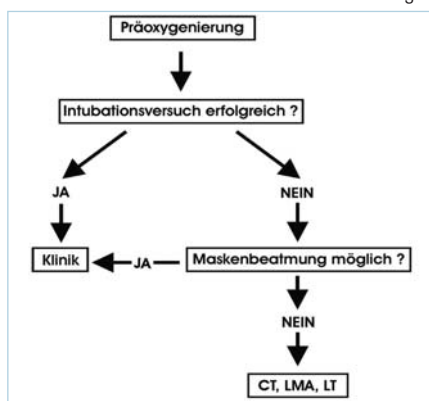 Präoxygenierung
Intubationsversuch erfolgreich ?
JA
NEIN
Klinik
JA
Maskenbeatmung möglich ?
NEIN
CT, LMA, LT